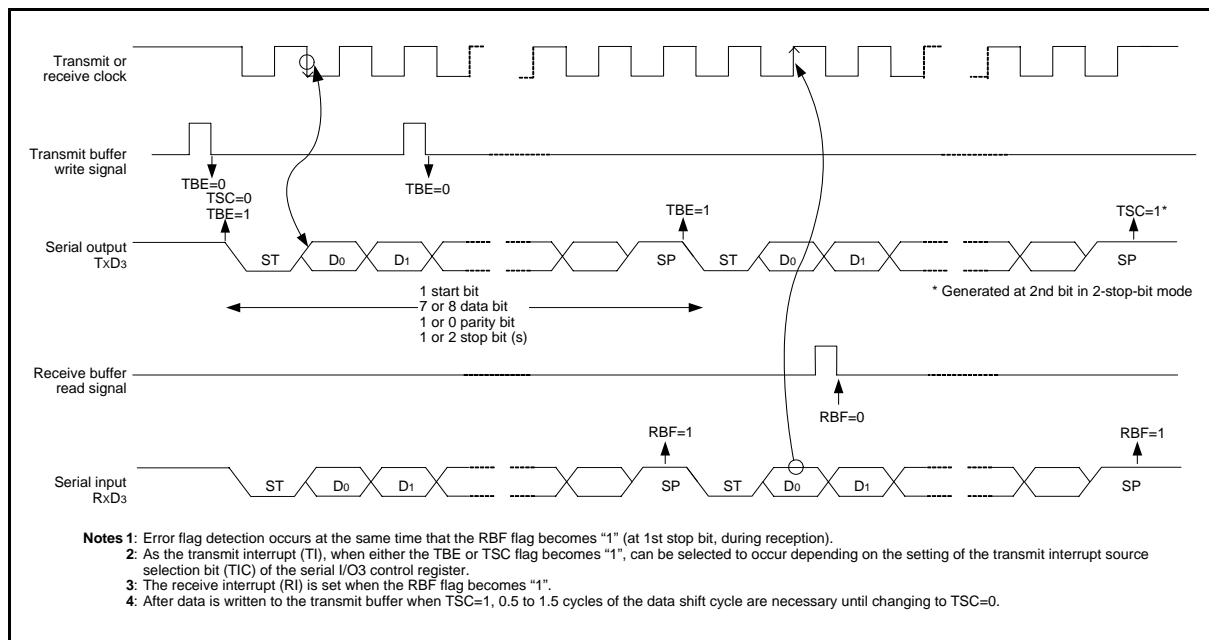 Transmit or
receive clock
Transmit buffer
write signal
TBE=0
TSC=0
TBE=1
TBE=0
TBE=1
TSC=1*
Serial output
TxD3
ST
D0
D1
SP
ST
D0
D1
SP
1 start bit
7 or 8 data bit
1 or 0 parity bit
1 or 2 stop bit (s)
* Generated at 2nd bit in 2-stop-bit mode
Receive buffer
read signal
RBF=0
RBF=1
RBF=1
Serial input
RxD3
ST
D0
D1
SP
ST
D0
D1
SP
Notes 1: Error flag detection occurs at the same time that the RBF flag becomes “1” (at 1st stop bit, during reception).
2: As the transmit interrupt (TI), when either the TBE or TSC flag becomes “1”, can be selected to occur depending on the setting of the transmit interrupt source
selection bit (TIC) of the serial I/O3 control register.
3: The receive interrupt (RI) is set when the RBF flag becomes “1”.
4: After data is written to the transmit buffer when TSC=1, 0.5 to 1.5 cycles of the data shift cycle are necessary until changing to TSC=0.